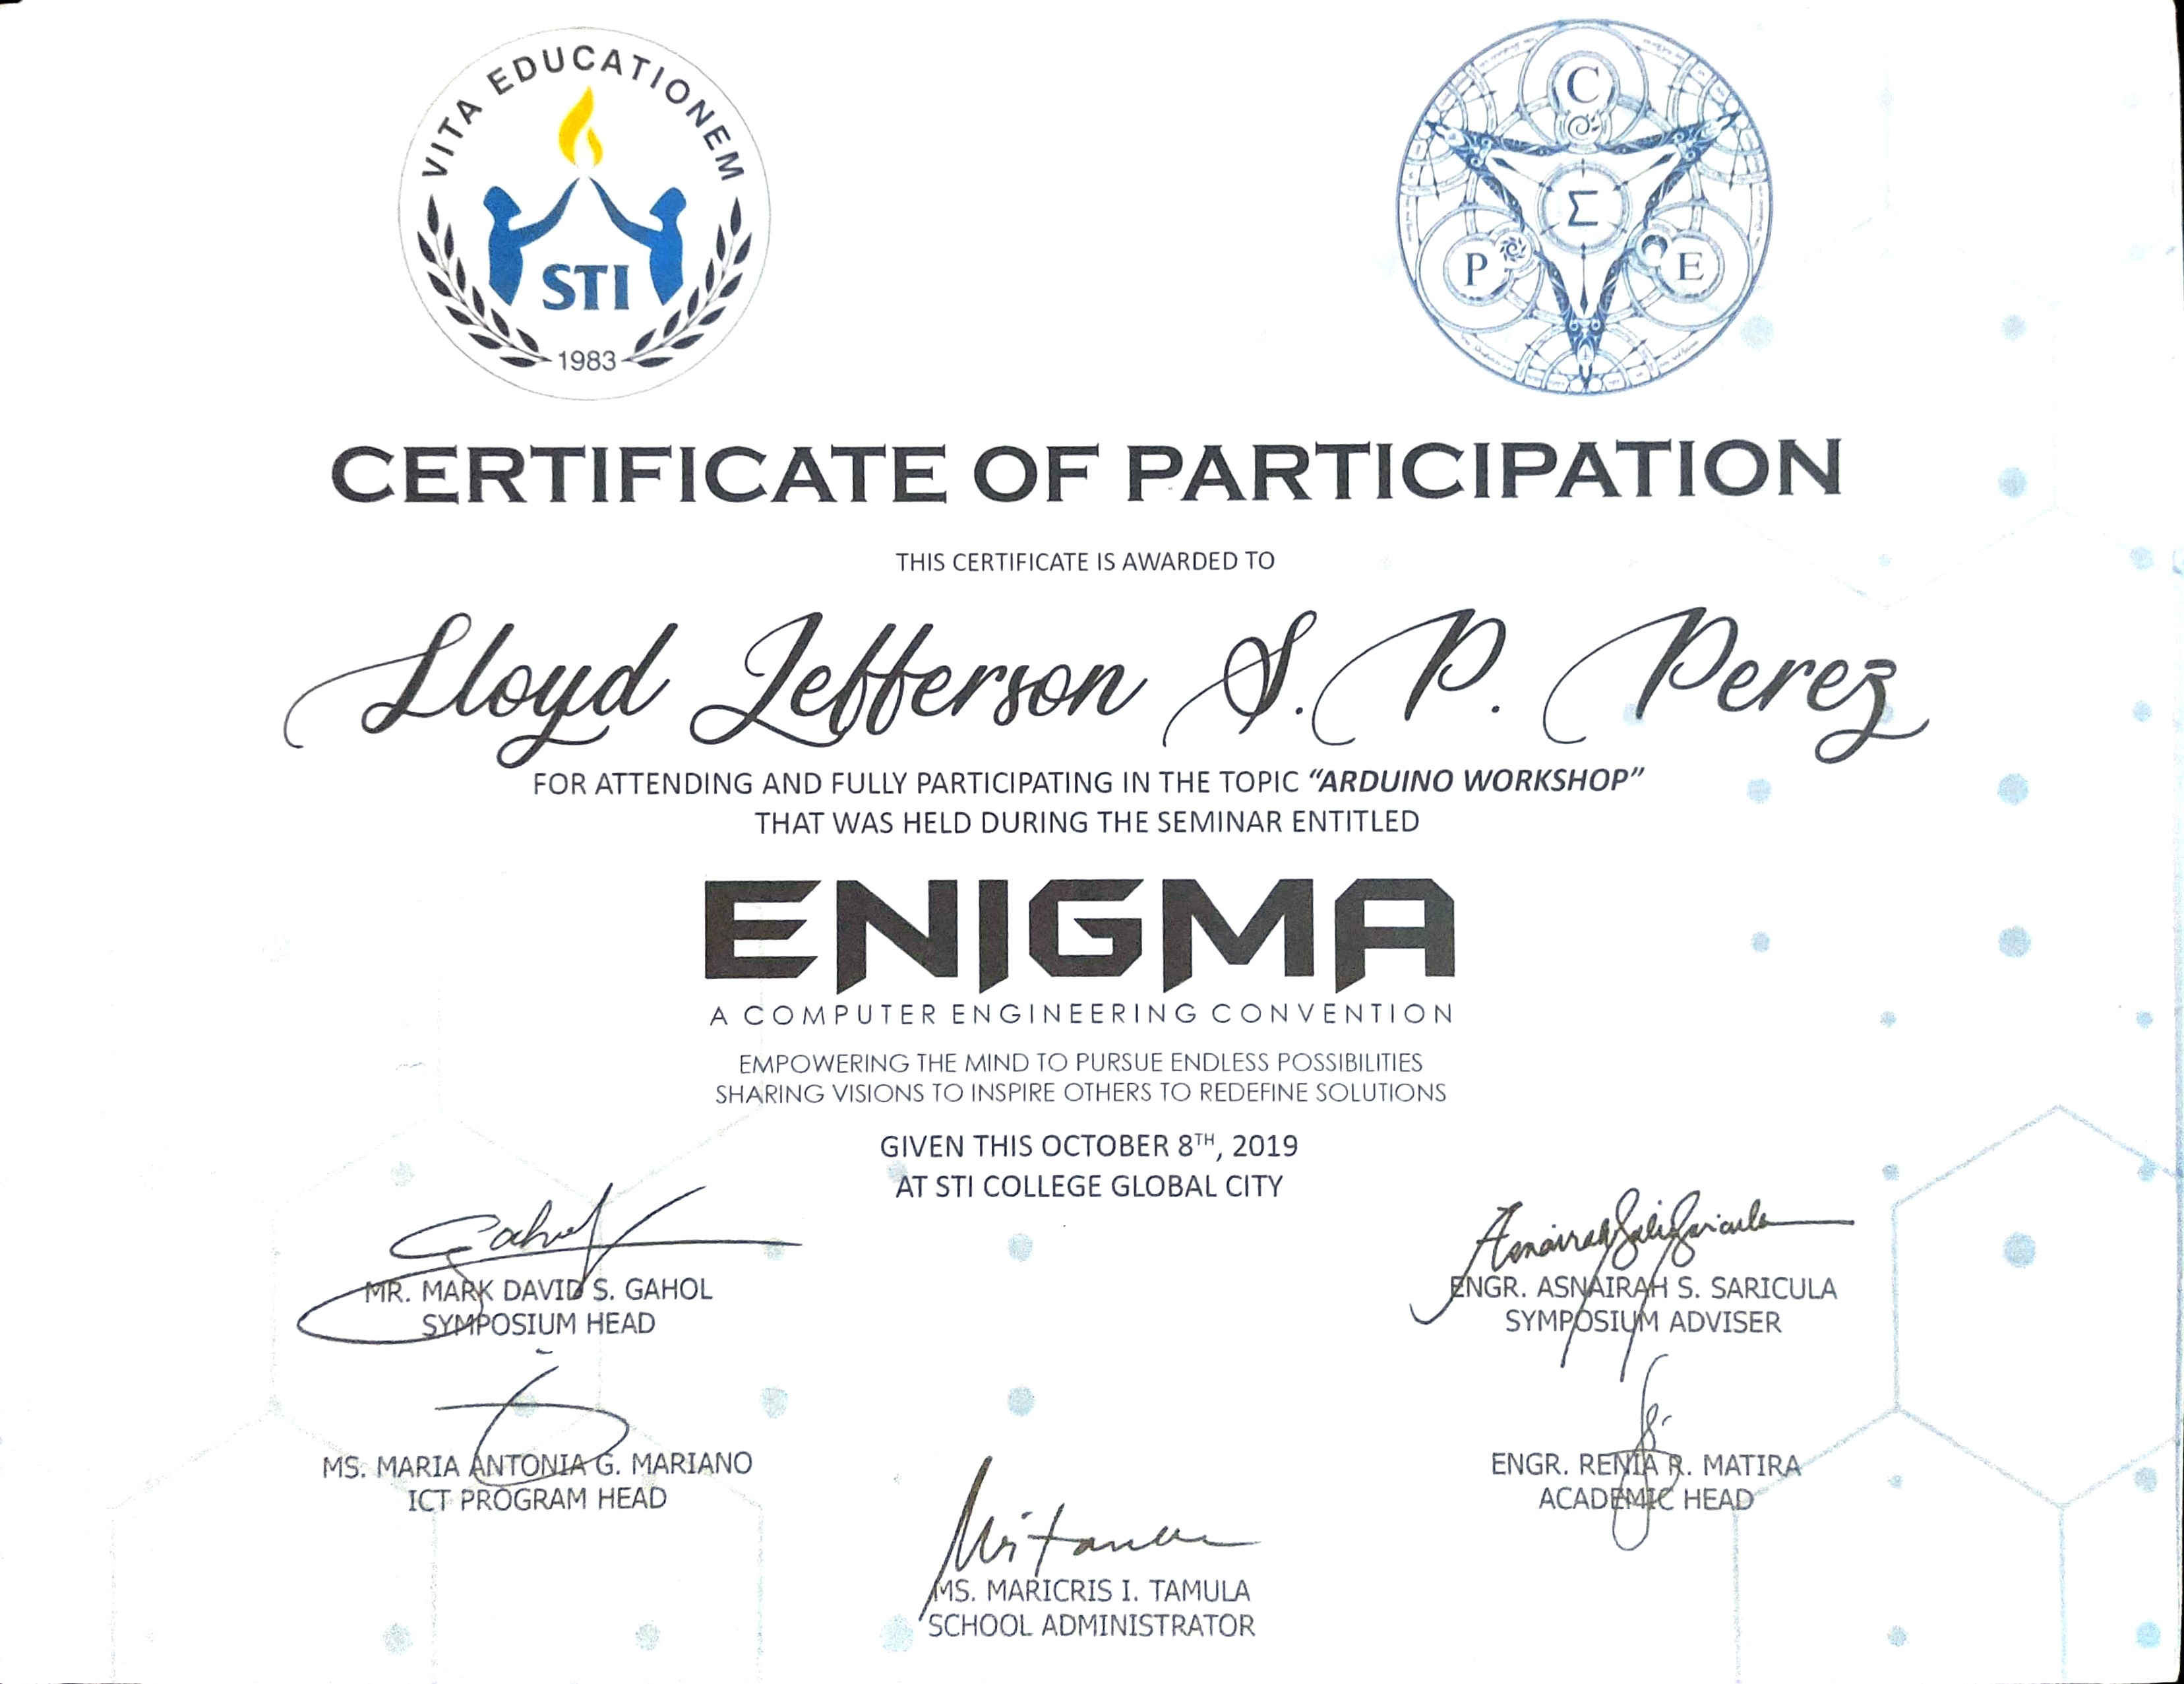 VITA EDUCATIONEM
STI
1983
C
Σ
P
E
CERTIFICATE OF PARTICIPATION
THIS CERTIFICATE IS AWARDED TO
Lloyd Jefferson S. P. Perez
FOR ATTENDING AND FULLY PARTICIPATING IN THE TOPIC “ARDUINO WORKSHOP”
THAT WAS HELD DURING THE SEMINAR ENTITLED
ENIGMA
A COMPUTER ENGINEERING CONVENTION
EMPOWERING THE MIND TO PURSUE ENDLESS POSSIBILITIES
SHARING VISIONS TO INSPIRE OTHERS TO REDEFINE SOLUTIONS
GIVEN THIS OCTOBER 8TH, 2019
AT STI COLLEGE GLOBAL CITY
MR. MARK DAVID S. GAHOL
SYMPOSIUM HEAD
ENGR. ASNAIRAH S. SARICULA
SYMPOSIUM ADVISER
MS. MARIA ANTONIA G. MARIANO
ICT PROGRAM HEAD
ENGR. RENIA R. MATIRA
ACADEMIC HEAD
MS. MARICRIS I. TAMULA
SCHOOL ADMINISTRATOR